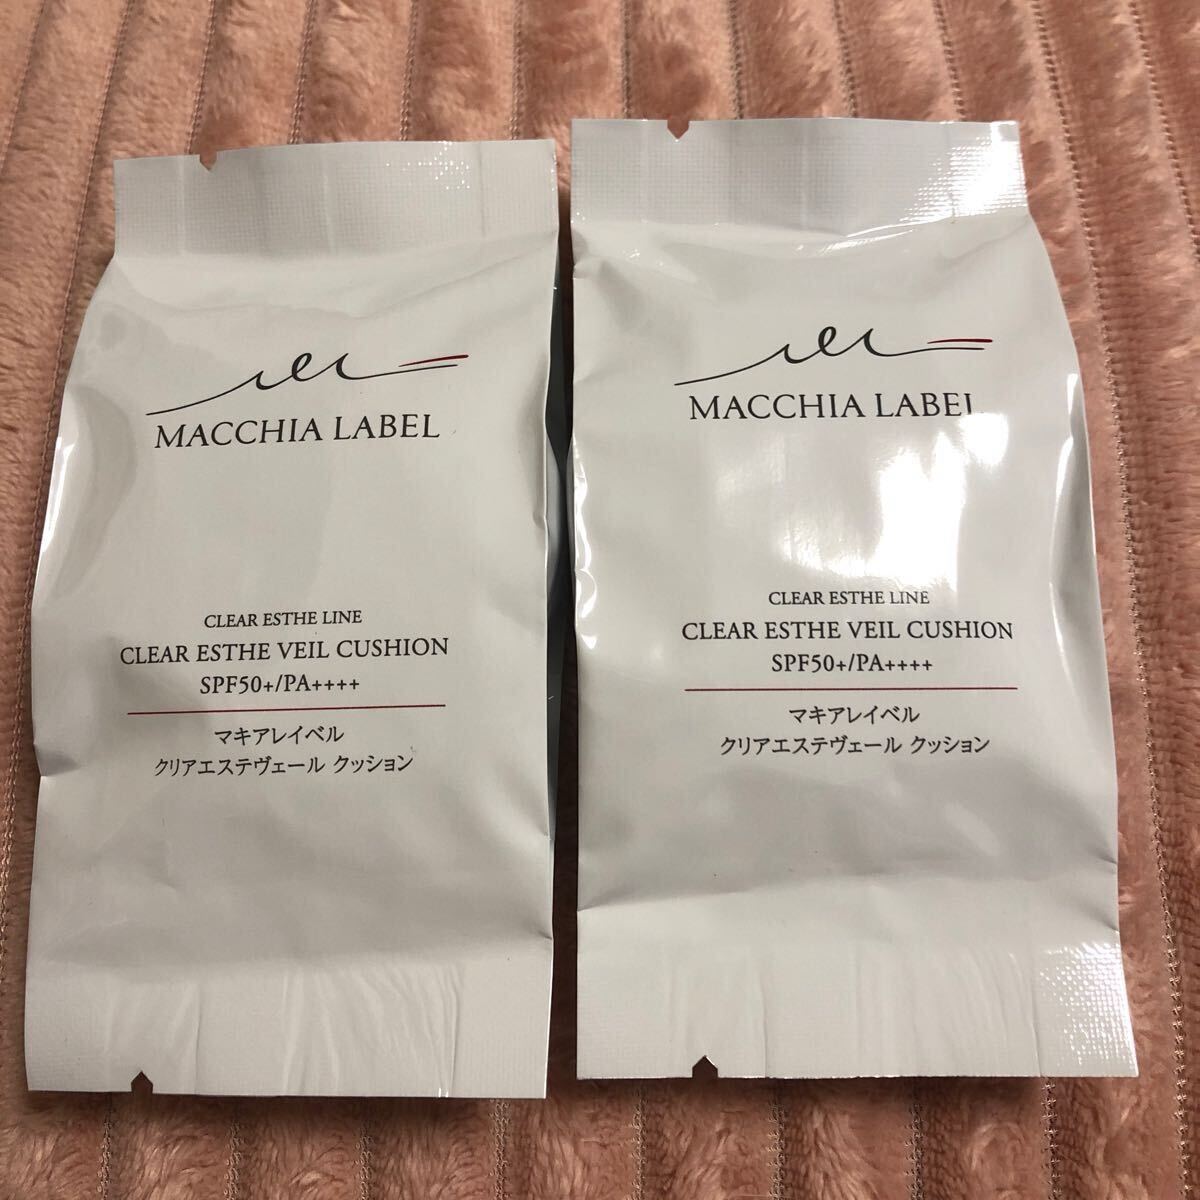 MACCHIA LABEL
CLEAR ESTHE LINE
CLEAR ESTHE VEIL CUSHION
SPF50+/PA++++
マキアレイベル
クリアエステヴェール クッション
MACCHIA LABEL
CLEAR ESTHE LINE
CLEAR ESTHE VEIL CUSHION
SPF50+/PA++++
マキアレイベル
クリアエステヴェール クッション